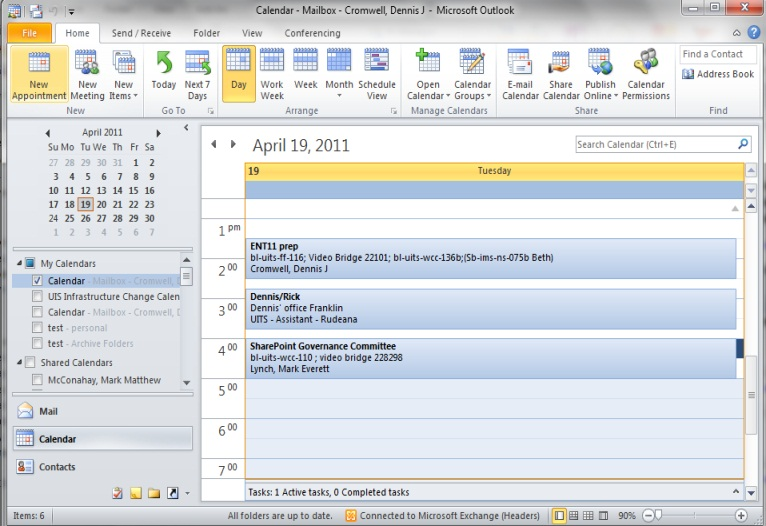 Calendar - Mailbox - Cromwell, Dennis J - Microsoft Outlook
File Home Send / Receive Folder View Conferencing
New Appointment
New Meeting
New Items
Today
Next 7 Days
Day
Work Week
Week
Month
Schedule View
Open Calendar
Calendar Groups
E-mail Calendar
Share Calendar
Publish Online
Calendar Permissions
Find a Contact
Address Book
New Go To Arrange Manage Calendars Share Find
April 2011
Su Mo Tu We Th Fr Sa
27 28 29 30 31 1 2
3 4 5 6 7 8 9
10 11 12 13 14 15 16
17 18 19 20 21 22 23
24 25 26 27 28 29 30
1 2 3 4 5 6 7
My Calendars
Calendar - Mailbox - Cromwell, D
UIS Infrastructure Change Calen
Calendar - Mailbox - Cromwell, D
test - personal
test - Archive Folders
Shared Calendars
McConahay, Mark Matthew
Mail
Calendar
Contacts
April 19, 2011
Search Calendar (Ctrl+E)
19 Tuesday
1 pm
ENT11 prep
bl-uits-ff-116; Video Bridge 22101; bl-uits-wcc-136b;(Sb-ims-ns-075b Beth)
Cromwell, Dennis J
2 00
Dennis/Rick
Dennis' office Franklin
UITS - Assistant - Rudeana
3 00
SharePoint Governance Committee
bl-uits-wcc-110 ; video bridge 228298
Lynch, Mark Everett
4 00
5 00
6 00
7 00
Tasks: 1 Active tasks, 0 Completed tasks
Items: 6
All folders are up to date.
Connected to Microsoft Exchange (Headers)
90%